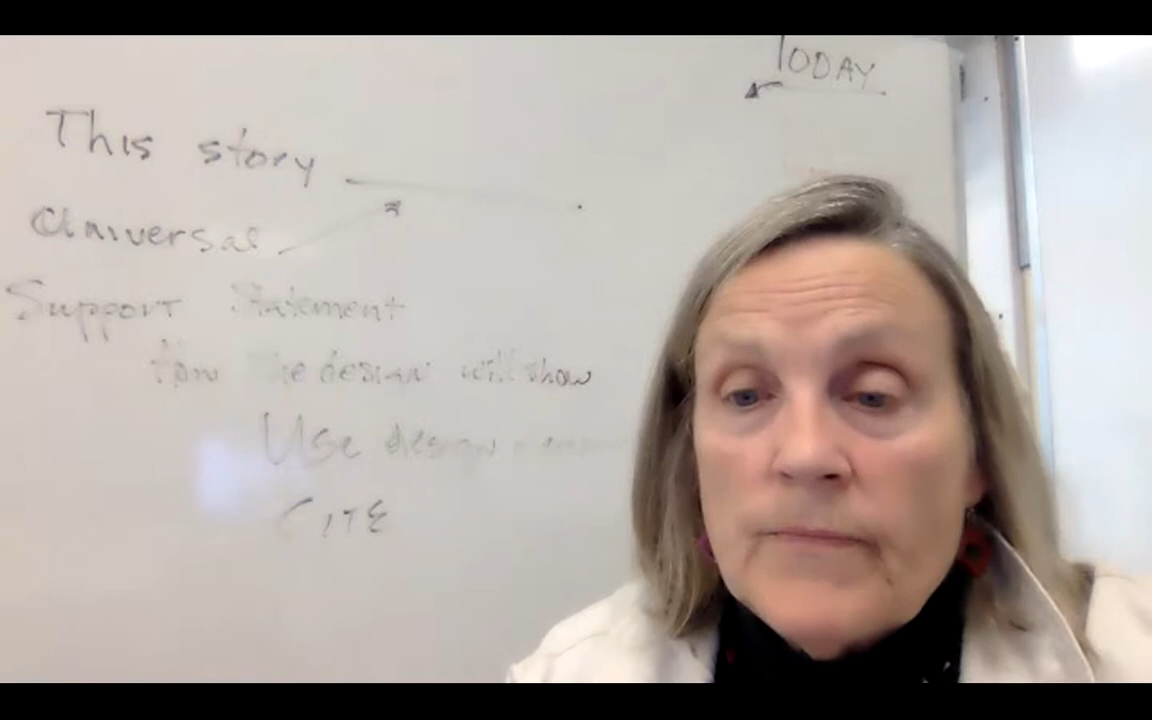 TODAY
This story
Universal
Support Statement
How the design will show
Use design
CITE